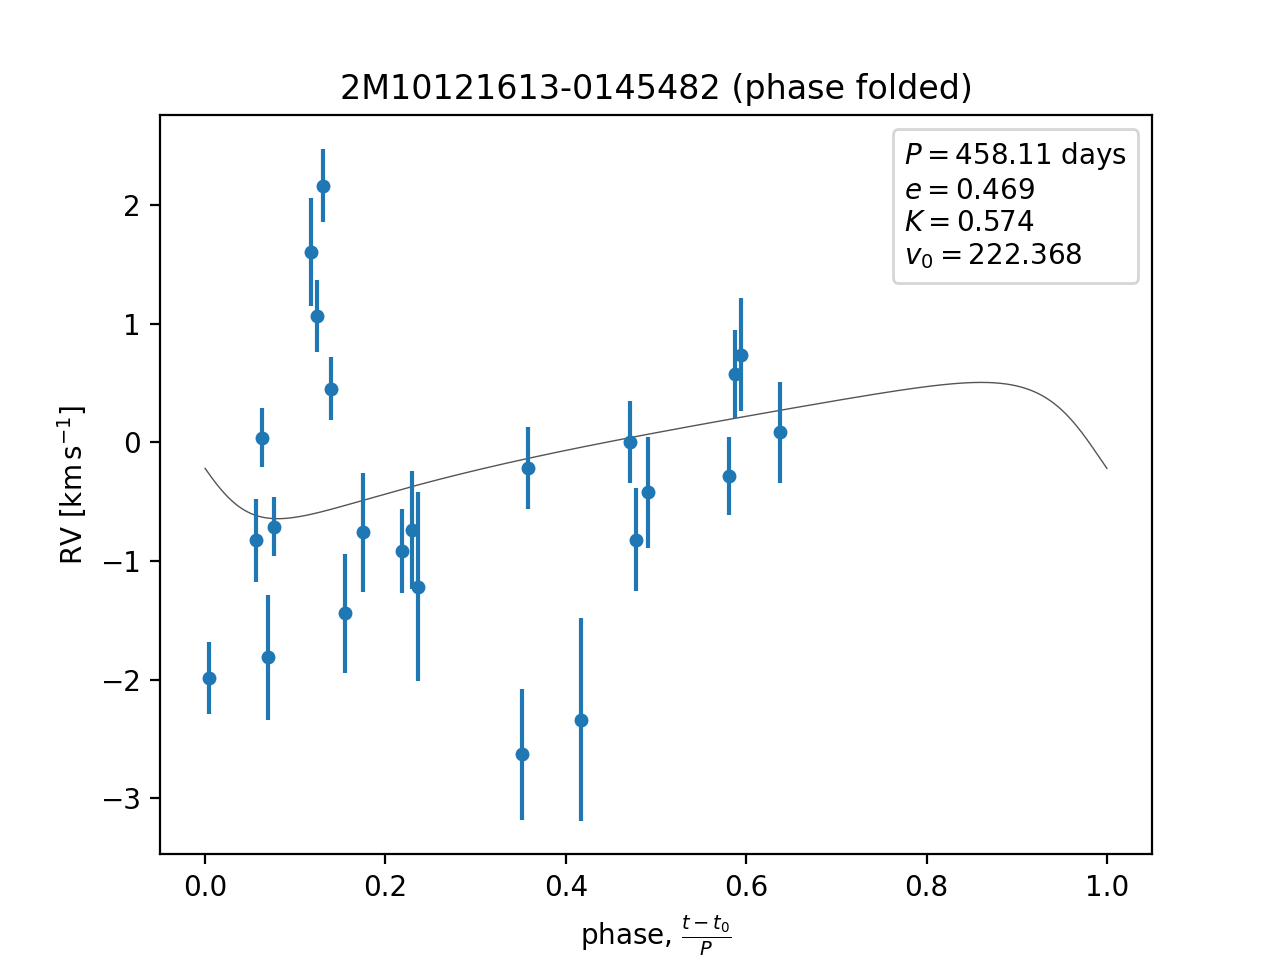 2M10121613-0145482 (phase folded)
P = 458.11 days
e = 0.469
K = 0.574
v₀ = 222.368
2
1
0
−1
−2
−3
RV [km s⁻¹]
0.0 0.2 0.4 0.6 0.8 1.0
phase, (t − t₀)/P